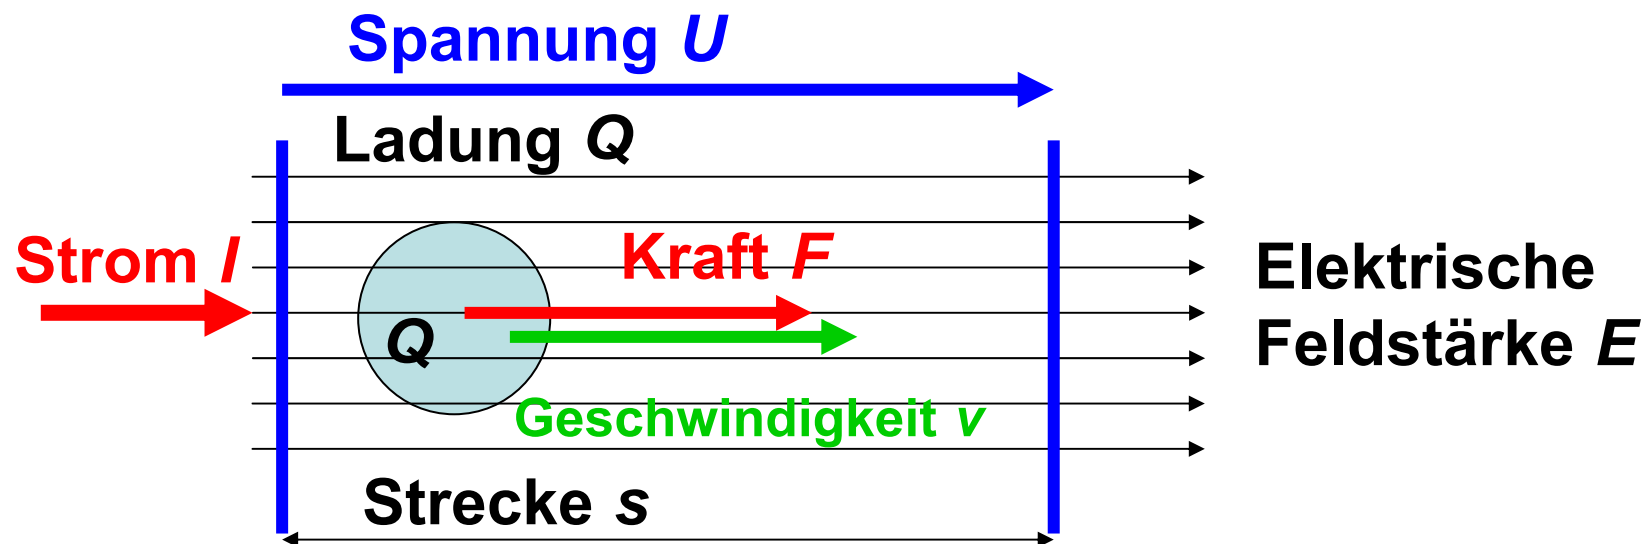 Spannung U
Ladung Q
Strom I
Kraft F
Elektrische
Feldstärke E
Q
Geschwindigkeit v
Strecke s